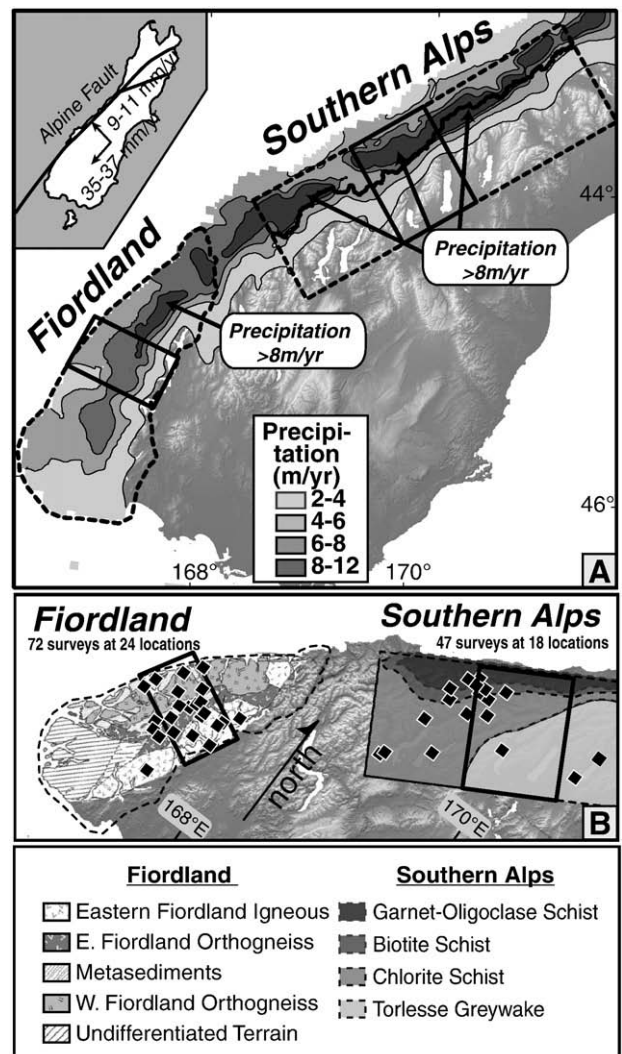 Alpine Fault
9-11 mm/yr
35-37 mm/yr
Southern Alps
Fiordland
44°
Precipitation
>8m/yr
Precipitation
>8m/yr
Precipi-
tation
(m/yr)
2-4
4-6
6-8
8-12
46°
168°
170°
A
Fiordland
72 surveys at 24 locations
Southern Alps
47 surveys at 18 locations
north
168°E
170°E
B
Fiordland
Eastern Fiordland Igneous
E. Fiordland Orthogneiss
Metasediments
W. Fiordland Orthogneiss
Undifferentiated Terrain
Southern Alps
Garnet-Oligoclase Schist
Biotite Schist
Chlorite Schist
Torlesse Greywake